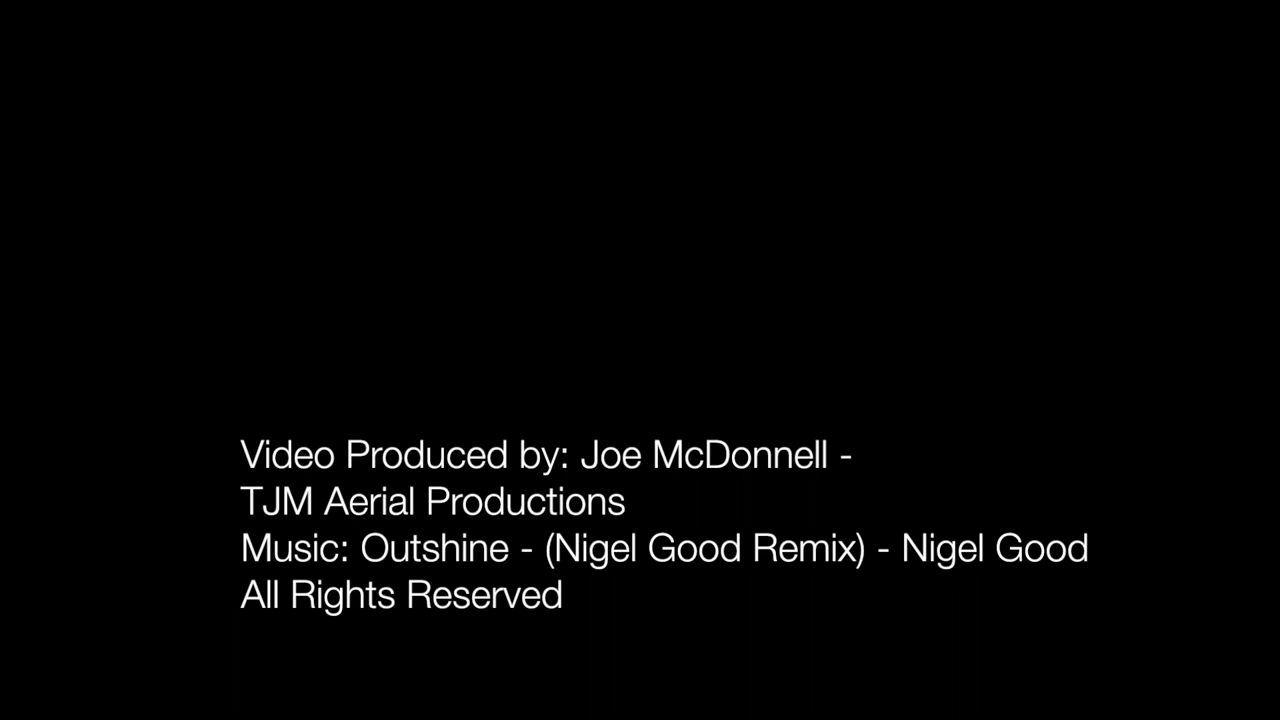 Video Produced by: Joe McDonnell -
TJM Aerial Productions
Music: Outshine - (Nigel Good Remix) - Nigel Good
All Rights Reserved